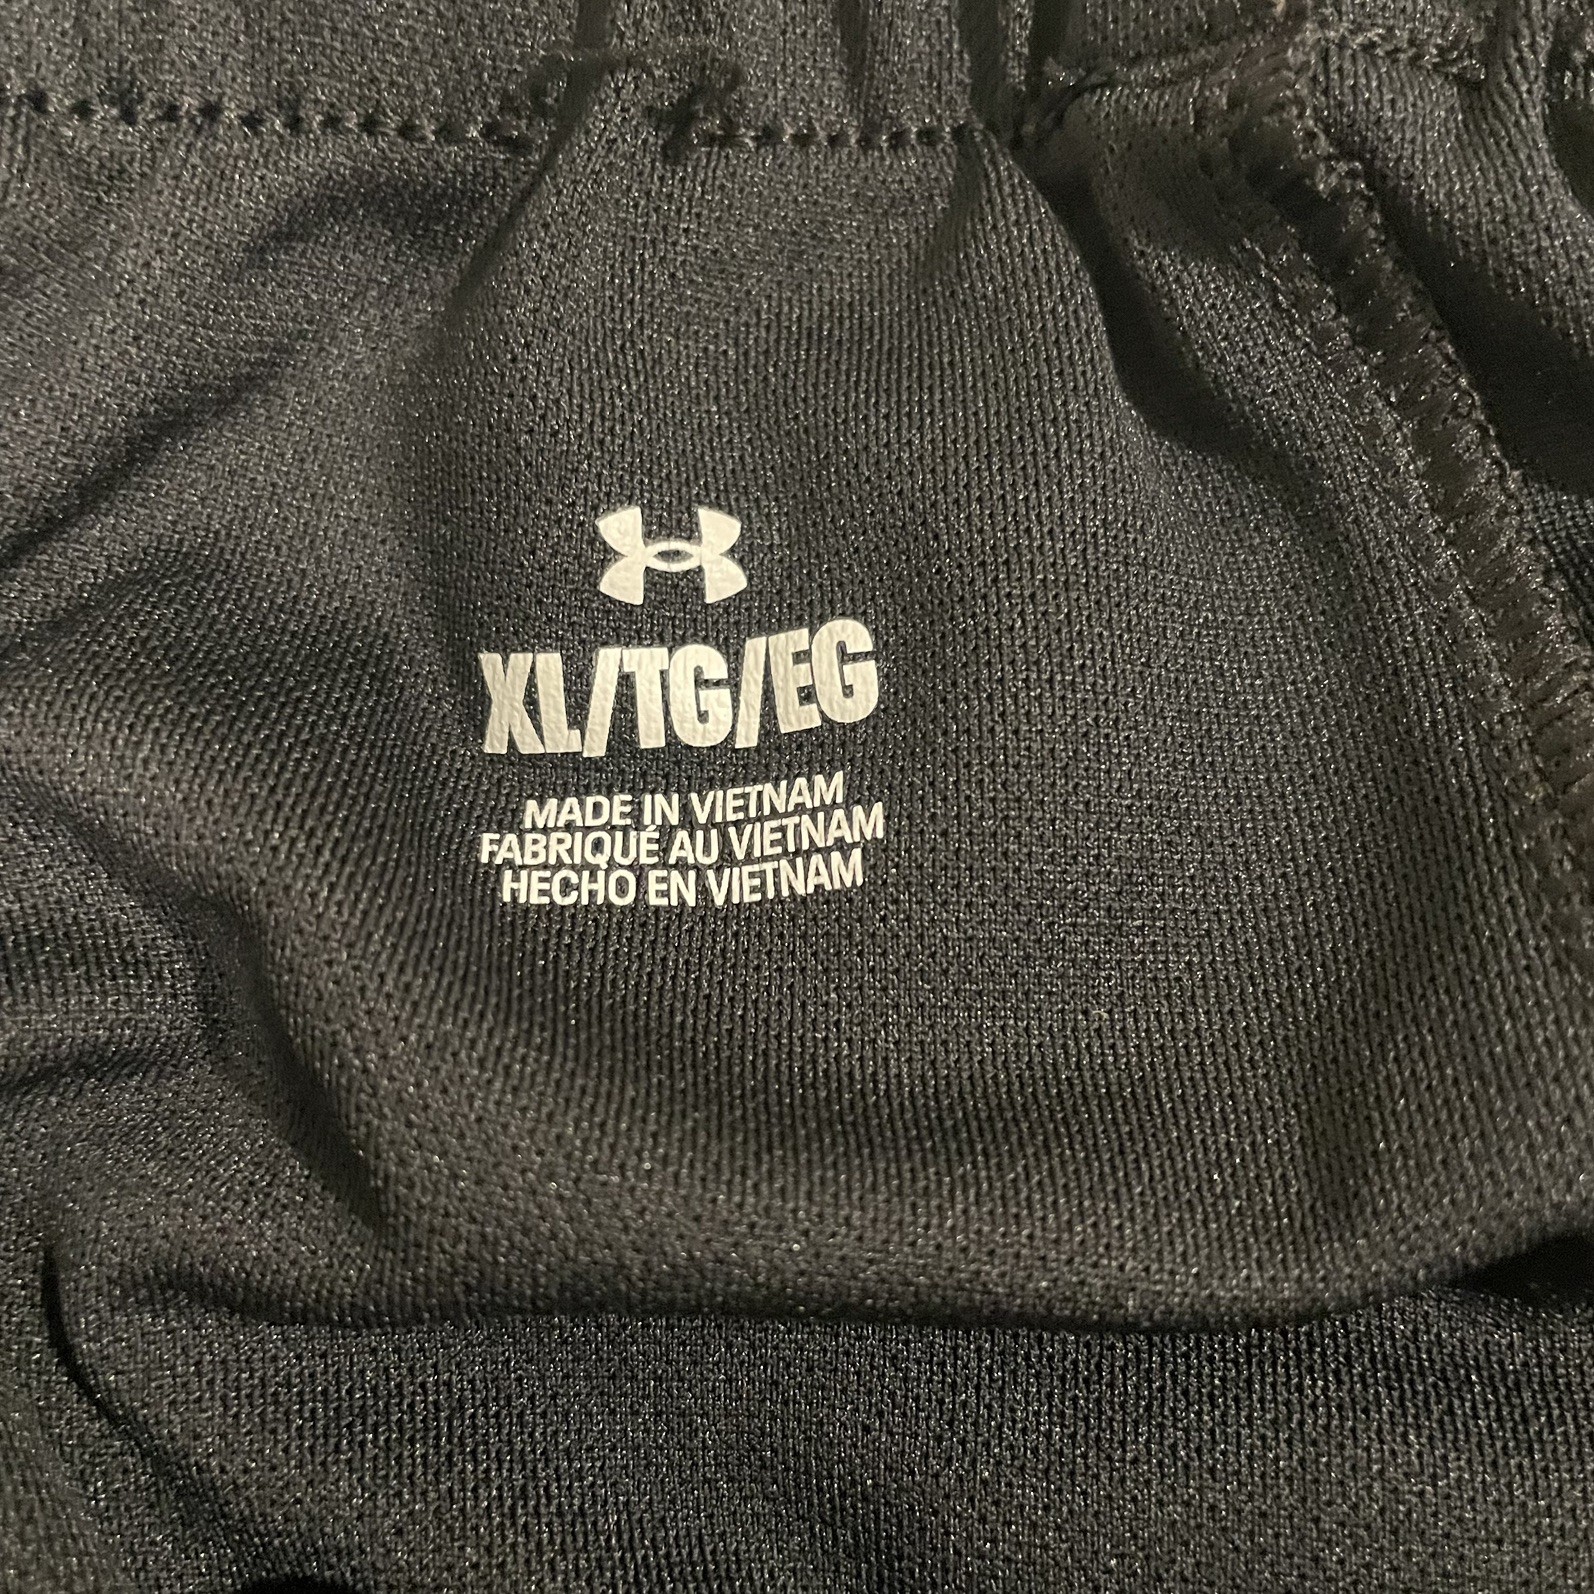 XL/TG/EG
MADE IN VIETNAM
FABRIQUÉ AU VIETNAM
HECHO EN VIETNAM